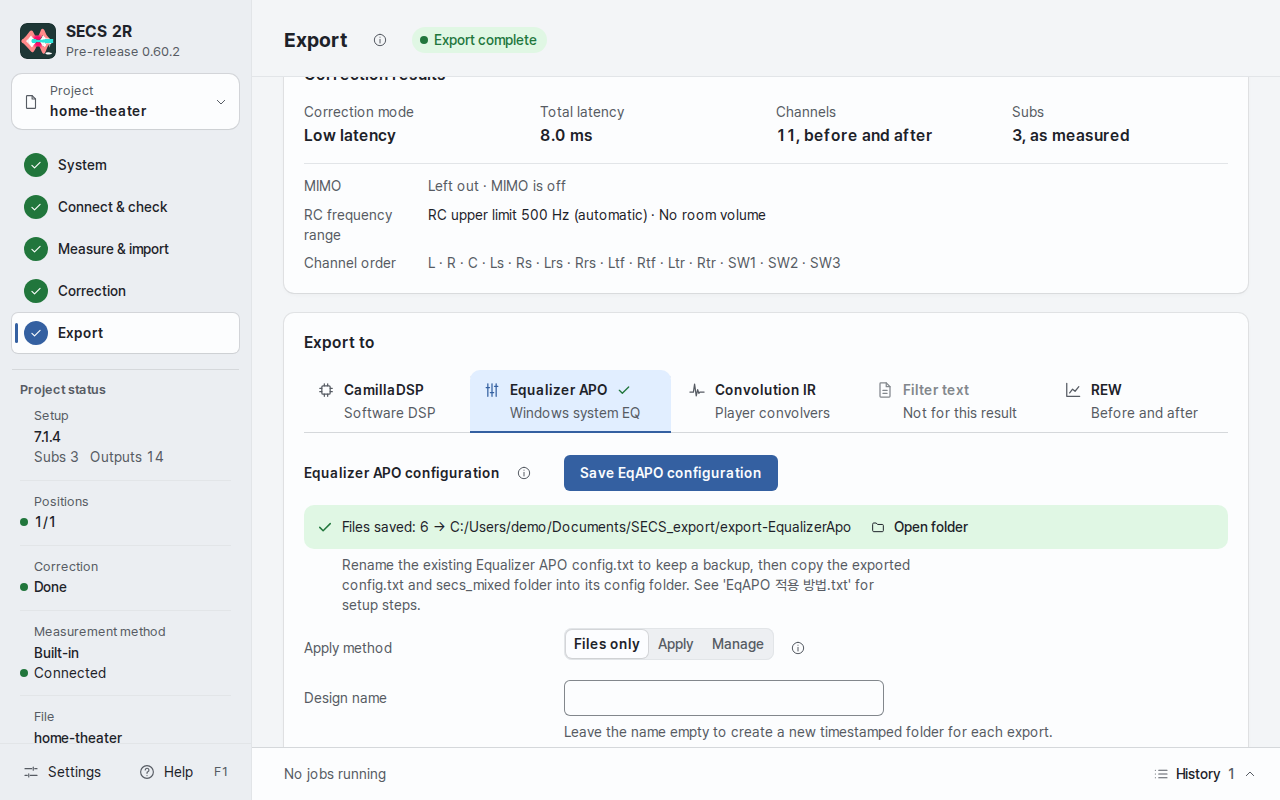 SECS 2R
Pre-release 0.60.2
Project
home-theater
System
Connect & check
Measure & import
Correction
Export
Project status
Setup
7.1.4
Subs 3 Outputs 14
Positions
1/1
Correction
Done
Measurement method
Built-in
Connected
File
home-theater
Settings
Help F1
Export
Export complete
Correction results
Correction mode
Low latency
Total latency
8.0 ms
Channels
11, before and after
Subs
3, as measured
MIMO
Left out · MIMO is off
RC frequency
range
RC upper limit 500 Hz (automatic) · No room volume
Channel order
L · R · C · Ls · Rs · Lrs · Rrs · Ltf · Rtf · Ltr · Rtr · SW1 · SW2 · SW3
Export to
CamillaDSP
Software DSP
Equalizer APO
Windows system EQ
Convolution IR
Player convolvers
Filter text
Not for this result
REW
Before and after
Equalizer APO configuration
Save EqAPO configuration
Files saved: 6 → C:/Users/demo/Documents/SECS_export/export-EqualizerApo
Open folder
Rename the existing Equalizer APO config.txt to keep a backup, then copy the exported
config.txt and secs_mixed folder into its config folder. See 'EqAPO 적용 방법.txt' for
setup steps.
Apply method
Files only
Apply
Manage
Design name
Leave the name empty to create a new timestamped folder for each export.
No jobs running
History 1